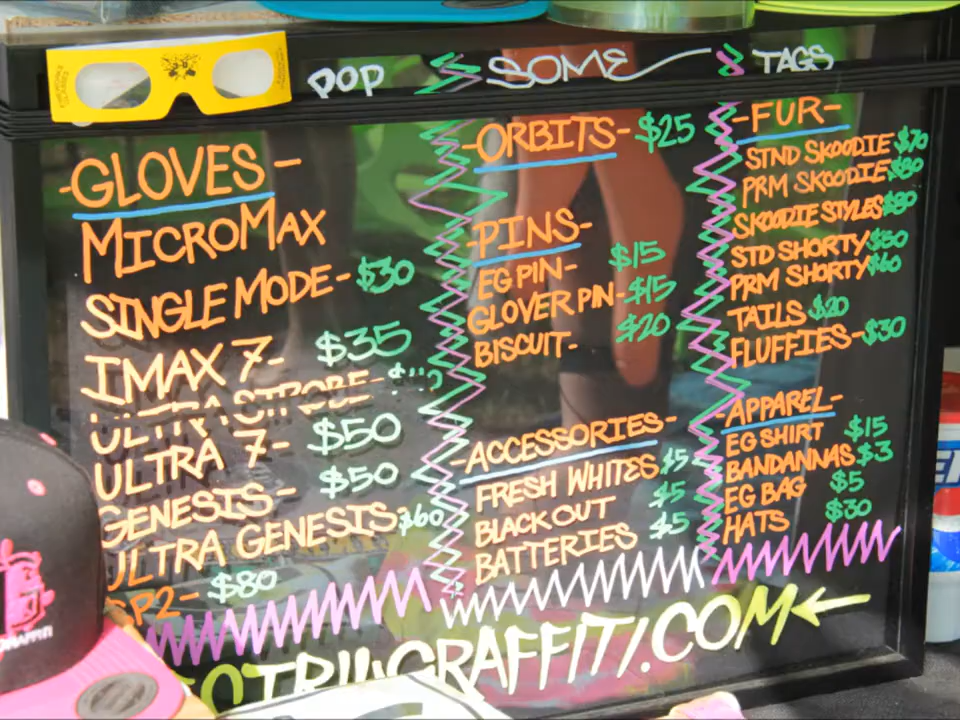 POP SOME TAGS
-GLOVES-
MICROMAX
SINGLE MODE- $30
IMAX 7- $35
ULTRA STROBE-
ULTRA 7- $50
GENESIS- $50
ULTRA GENESIS $60
SP2- $80
-ORBITS- $25
-PINS-
EG PIN- $15
GLOVER PIN- $15
BISCUIT- $20
-ACCESSORIES-
FRESH WHITES $5
BLACK OUT $5
BATTERIES $5
-FUR-
STND SKOODIE $70
PRM SKOODIE $80
SKOODIE STYLES $80
STD SHORTY $50
PRM SHORTY $60
TAILS $20
FLUFFIES- $30
-APPAREL-
EG SHIRT $15
BANDANNAS $3
EG BAG $5
HATS $30
GRAFFITI.COM←